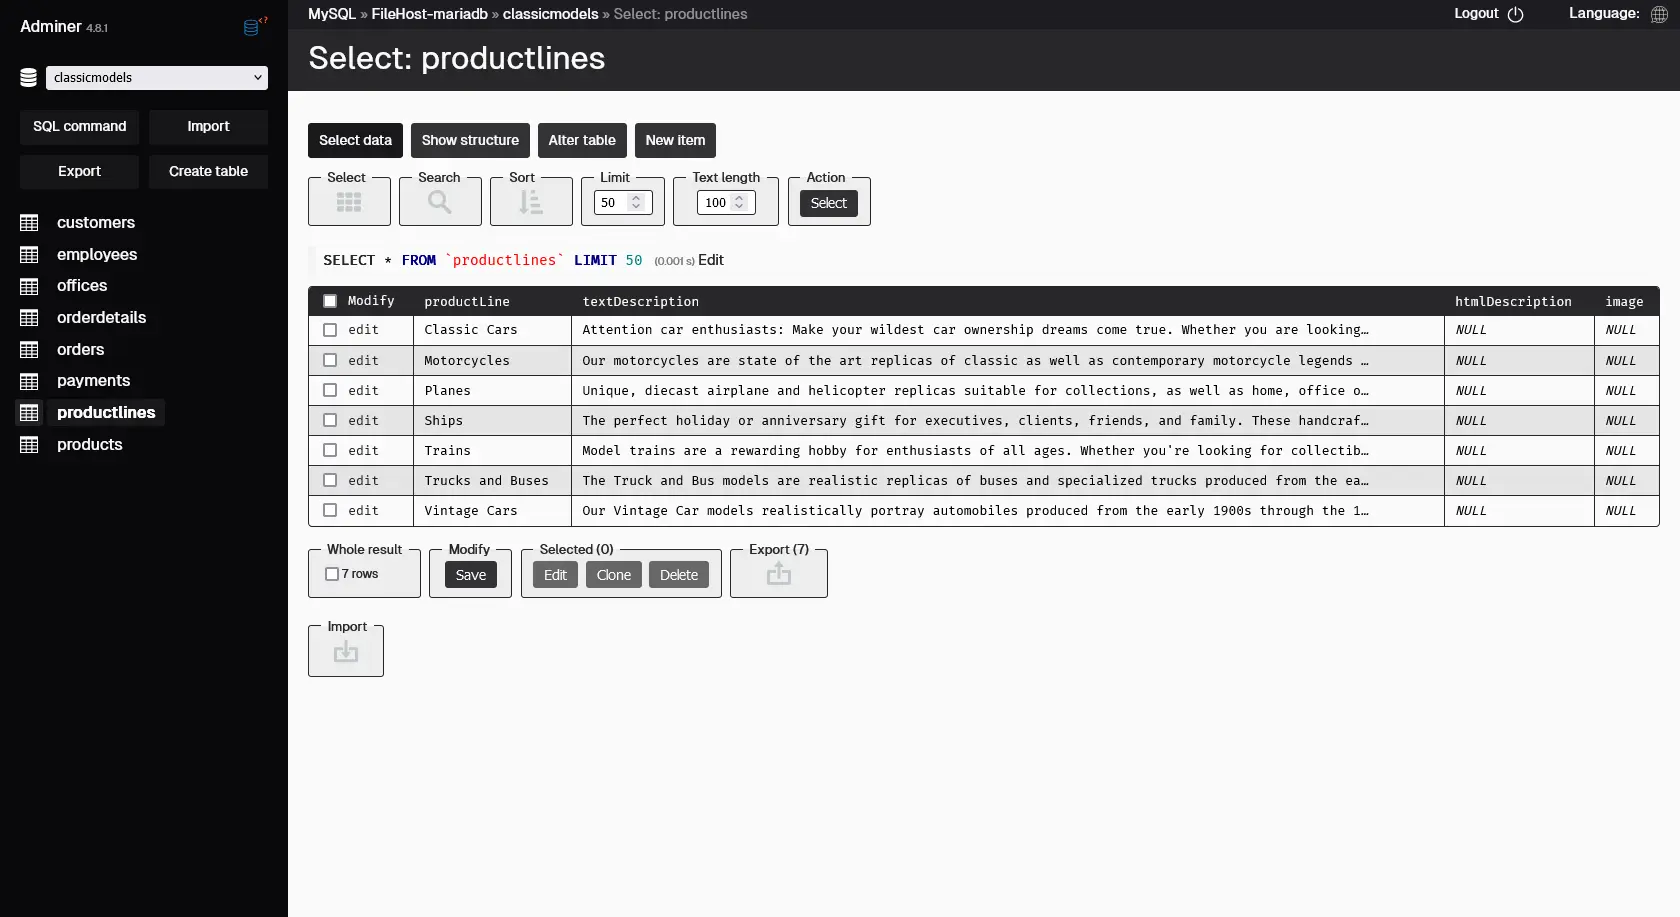 Adminer 4.8.1
classicmodels
SQL command Import
Export Create table
customers
employees
offices
orderdetails
orders
payments
productlines
products
MySQL » FileHost-mariadb » classicmodels » Select: productlines
Logout Language:
Select: productlines
Select data Show structure Alter table New item
Select Search Sort Limit Text length Action
50 100 Select
SELECT * FROM `productlines` LIMIT 50 (0.001 s) Edit
Modify productLine textDescription htmlDescription image
edit Classic Cars Attention car enthusiasts: Make your wildest car ownership dreams come true. Whether you are looking… NULL NULL
edit Motorcycles Our motorcycles are state of the art replicas of classic as well as contemporary motorcycle legends … NULL NULL
edit Planes Unique, diecast airplane and helicopter replicas suitable for collections, as well as home, office o… NULL NULL
edit Ships The perfect holiday or anniversary gift for executives, clients, friends, and family. These handcraf… NULL NULL
edit Trains Model trains are a rewarding hobby for enthusiasts of all ages. Whether you're looking for collectib… NULL NULL
edit Trucks and Buses The Truck and Bus models are realistic replicas of buses and specialized trucks produced from the ea… NULL NULL
edit Vintage Cars Our Vintage Car models realistically portray automobiles produced from the early 1900s through the 1… NULL NULL
Whole result Modify Selected (0) Export (7)
7 rows Save Edit Clone Delete
Import